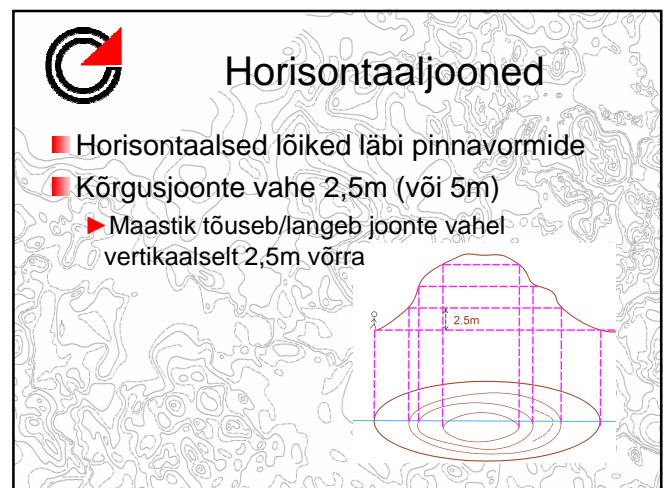 Horisontaaljooned
Horisontaalsed lõiked läbi pinnavormide
Kõrgusjoonte vahe 2,5m (või 5m)
Maastik tõuseb/langeb joonte vahel
vertikaalselt 2,5m võrra
2.5m